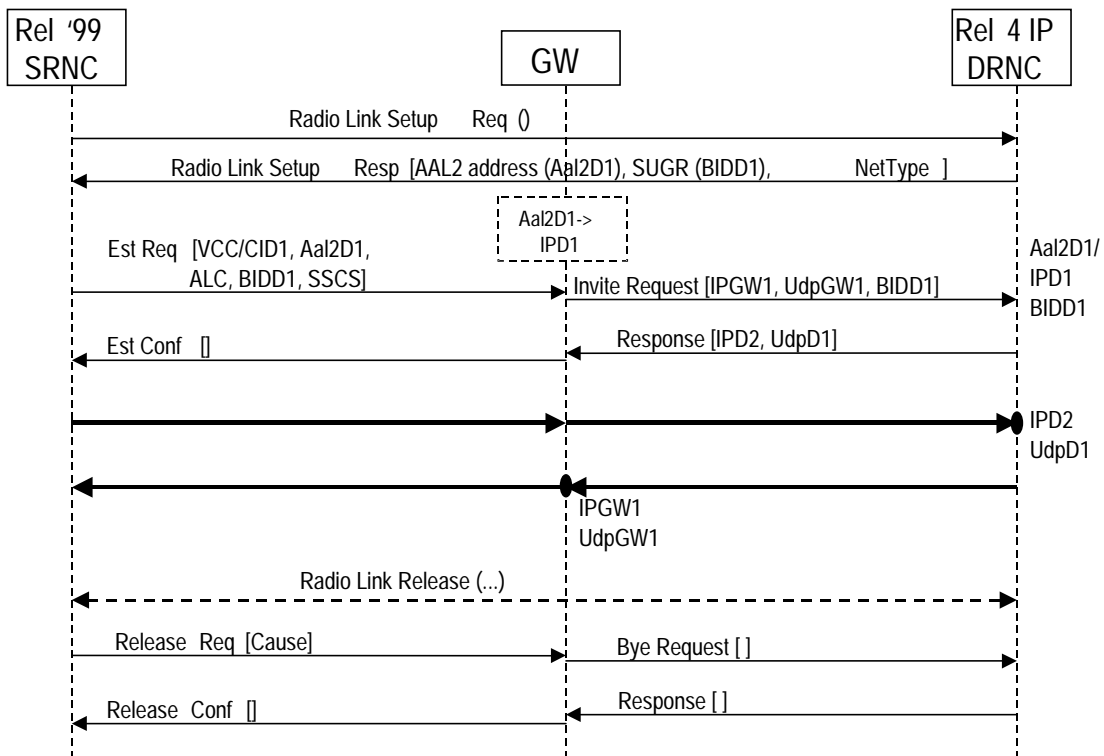 Rel '99
SRNC
GW
Rel 4 IP
DRNC
Radio Link Setup Req ()
Radio Link Setup Resp [AAL2 address (Aal2D1), SUGR (BIDD1), NetType ]
Aal2D1->
IPD1
Est Req [VCC/CID1, Aal2D1,
ALC, BIDD1, SSCS]
Invite Request [IPGW1, UdpGW1, BIDD1]
Aal2D1/
IPD1
BIDD1
Est Conf []
Response [IPD2, UdpD1]
IPD2
UdpD1
IPGW1
UdpGW1
Radio Link Release (...)
Release Req [Cause]
Bye Request [ ]
Release Conf []
Response [ ]